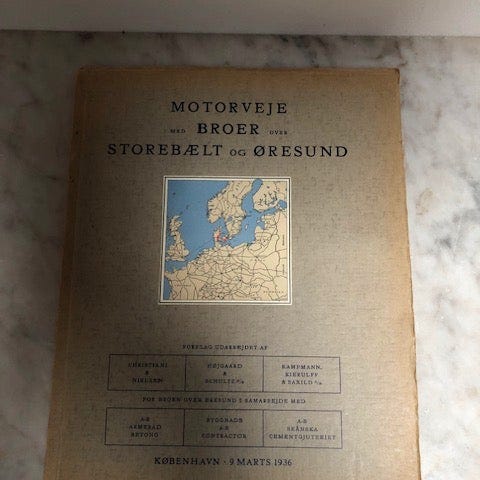 MOTORVEJE
MED BROER OVER
STOREBÆLT OG ØRESUND
FORSLAG UDARBEJDET AF
CHRISTIANI
&
NIELSEN
HØJGAARD
&
SCHULTZ A/S
KAMPMANN,
KIERULFF
& SAXILD A/S
FOR BROEN OVER ØRESUND I SAMARBEJDE MED
A-B
ARMERAD
BETONG
BYGGNADS
A-B
CONTRACTOR
A-B
SKÅNSKA
CEMENTGJUTERIET
KØBENHAVN · 9 MARTS 1936